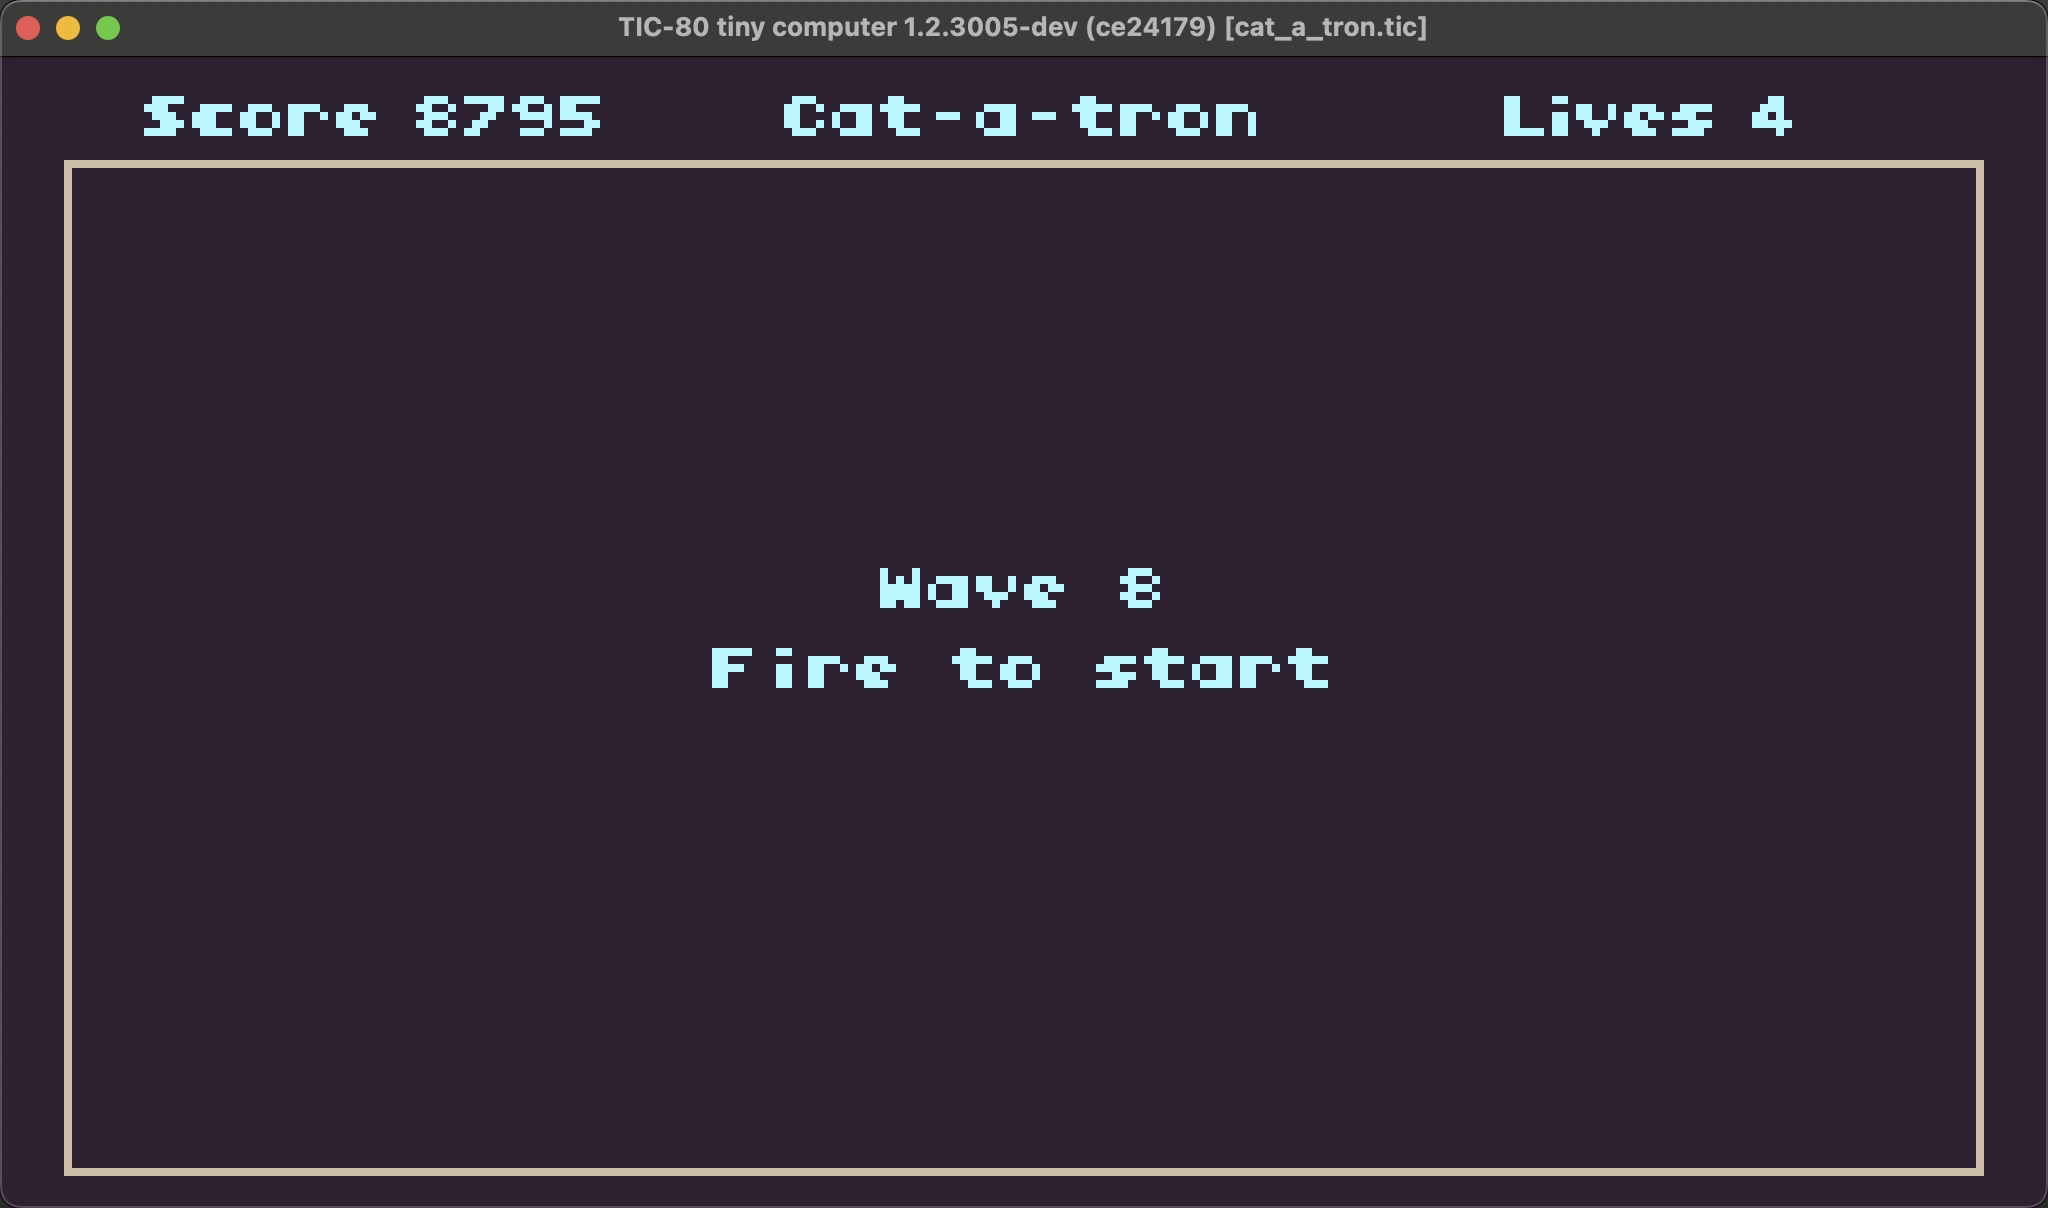 TIC-80 tiny computer 1.2.3005-dev (ce24179) [cat_a_tron.tic]
Score 8795 Cat-a-tron Lives 4
Wave 8
Fire to start